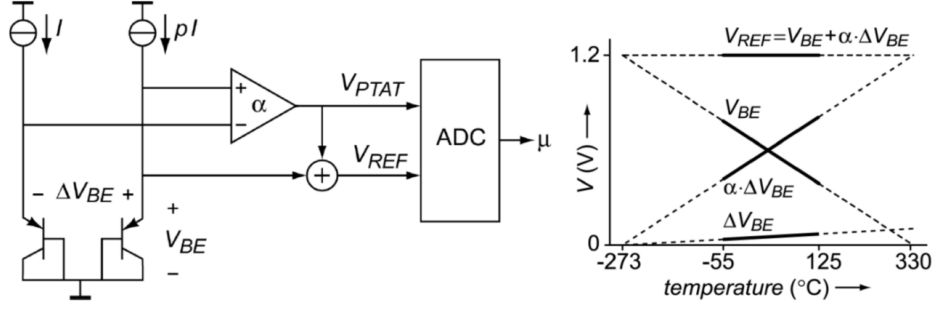 I
pI
+
α
−
V_PTAT
V_REF
+
ADC
μ
− ΔV_BE +
+
V_BE
−
V_REF=V_BE+α·ΔV_BE
1.2
V_BE
V (V)
α·ΔV_BE
ΔV_BE
0
-273 -55 125 330
temperature (°C)